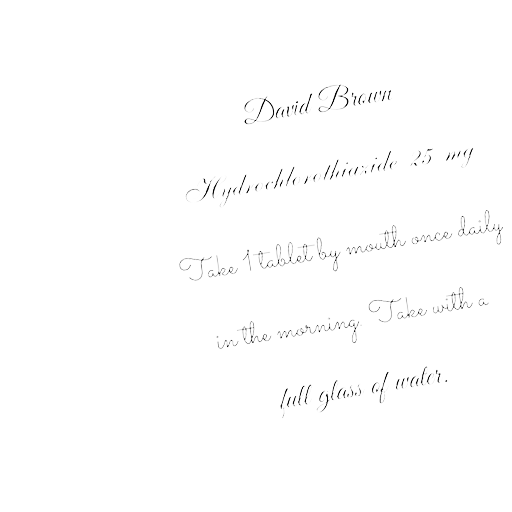 David Brown
Hydrochlorothiazide 25 mg
Take 1 tablet by mouth once daily
in the morning. Take with a
full glass of water.